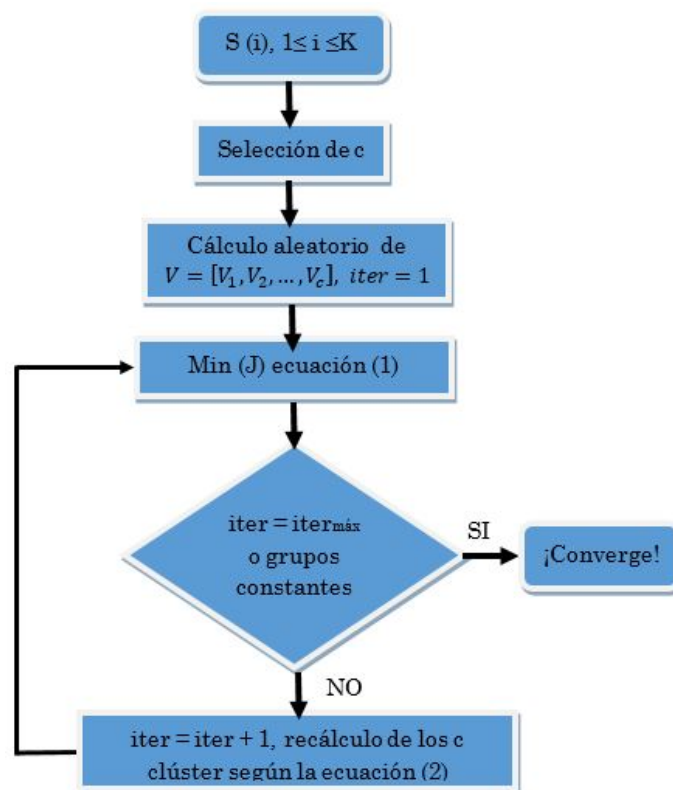 S (i), 1≤ i ≤K
Selección de c
Cálculo aleatorio de
V = [V₁, V₂, … , V꜀], iter = 1
Min (J) ecuación (1)
iter = itermáx
o grupos
constantes
SI
¡Converge!
NO
iter = iter + 1, recálculo de los c
clúster según la ecuación (2)